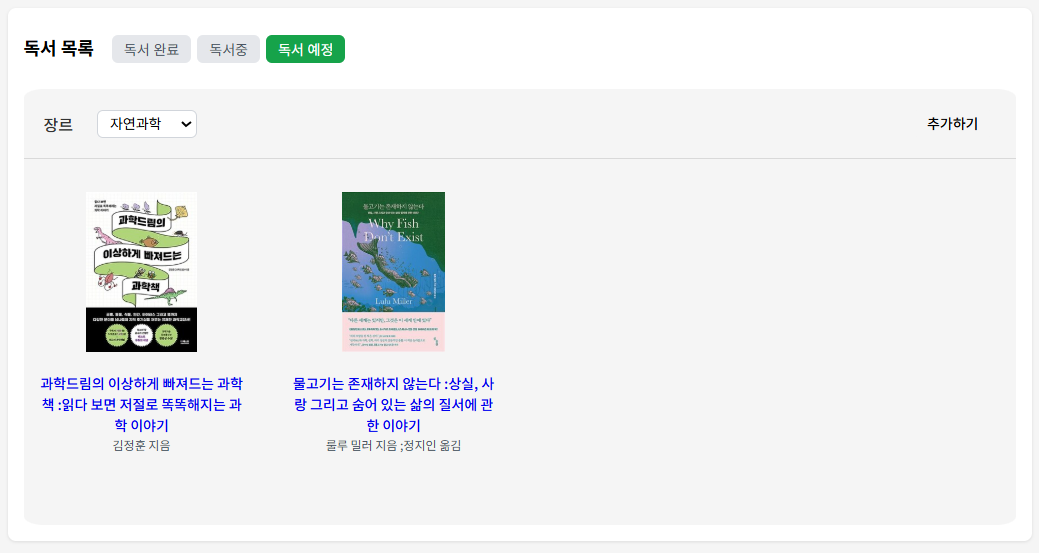 독서 목록 독서 완료 독서중 독서 예정
장르 자연과학 추가하기
과학드림의
이상하게 빠져드는
과학책
물고기는 존재하지 않는다
Why Fish
Don't Exist
Lulu Miller
과학드림의 이상하게 빠져드는 과학
책 :읽다 보면 저절로 똑똑해지는 과
학 이야기
김정훈 지음
물고기는 존재하지 않는다 :상실, 사
랑 그리고 숨어 있는 삶의 질서에 관
한 이야기
룰루 밀러 지음 ;정지인 옮김